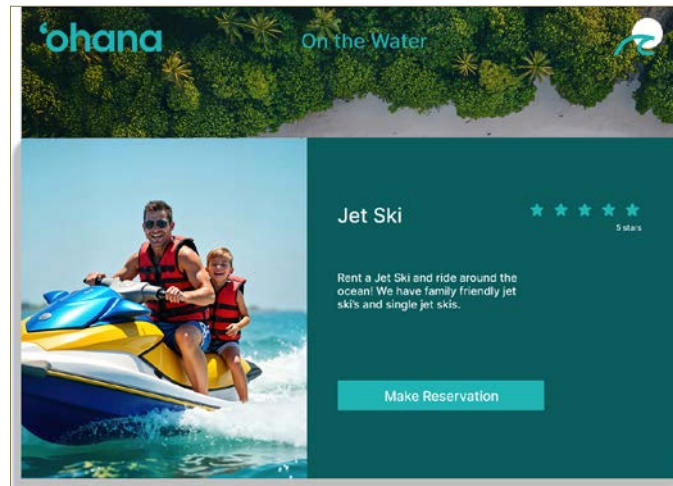 ‘ohana
On the Water
Jet Ski
5 stars
Rent a Jet Ski and ride around the
ocean! We have family friendly jet
ski's and single jet skis.
Make Reservation